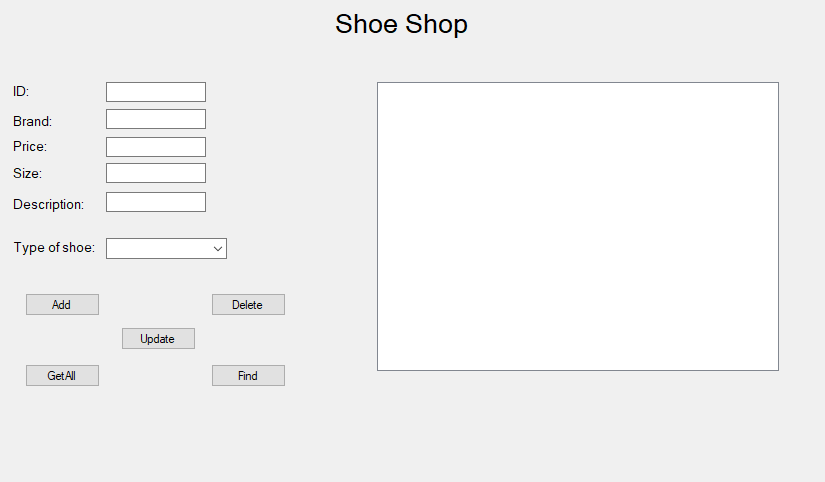 Shoe Shop
ID:
Brand:
Price:
Size:
Description:
Type of shoe:
Add
Delete
Update
GetAll
Find